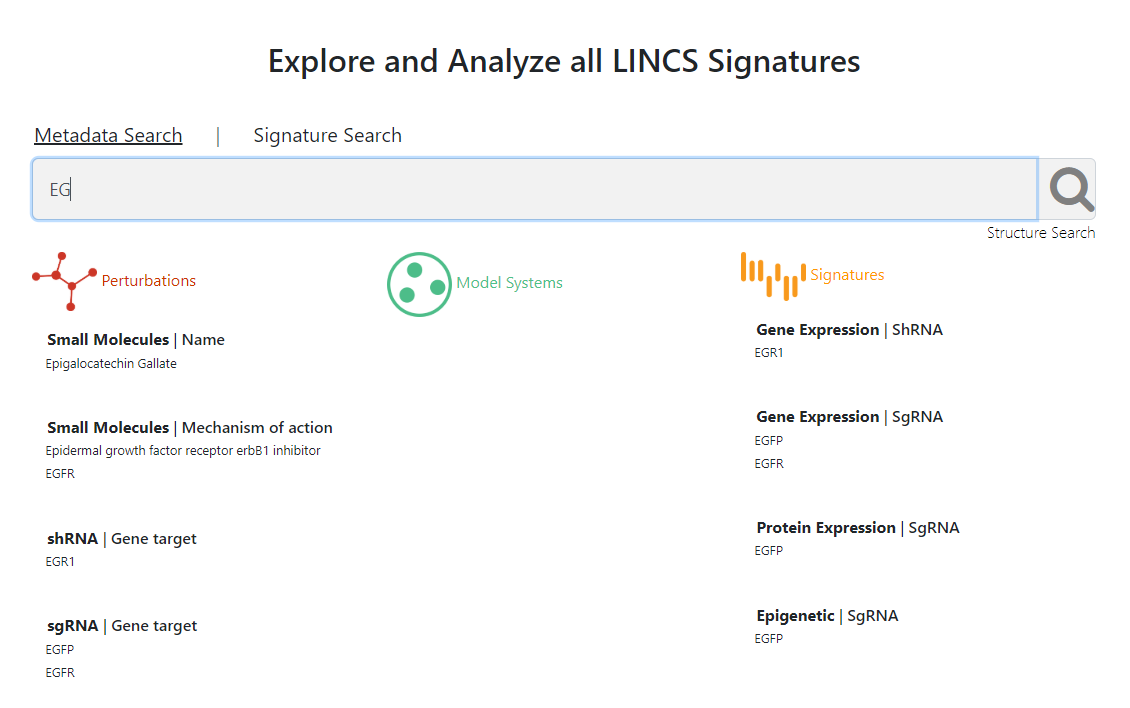 Explore and Analyze all LINCS Signatures
Metadata Search | Signature Search
EG
Structure Search
Perturbations
Small Molecules | Name
Epigalocatechin Gallate
Small Molecules | Mechanism of action
Epidermal growth factor receptor erbB1 inhibitor
EGFR
shRNA | Gene target
EGR1
sgRNA | Gene target
EGFP
EGFR
Model Systems
Signatures
Gene Expression | ShRNA
EGR1
Gene Expression | SgRNA
EGFP
EGFR
Protein Expression | SgRNA
EGFP
Epigenetic | SgRNA
EGFP